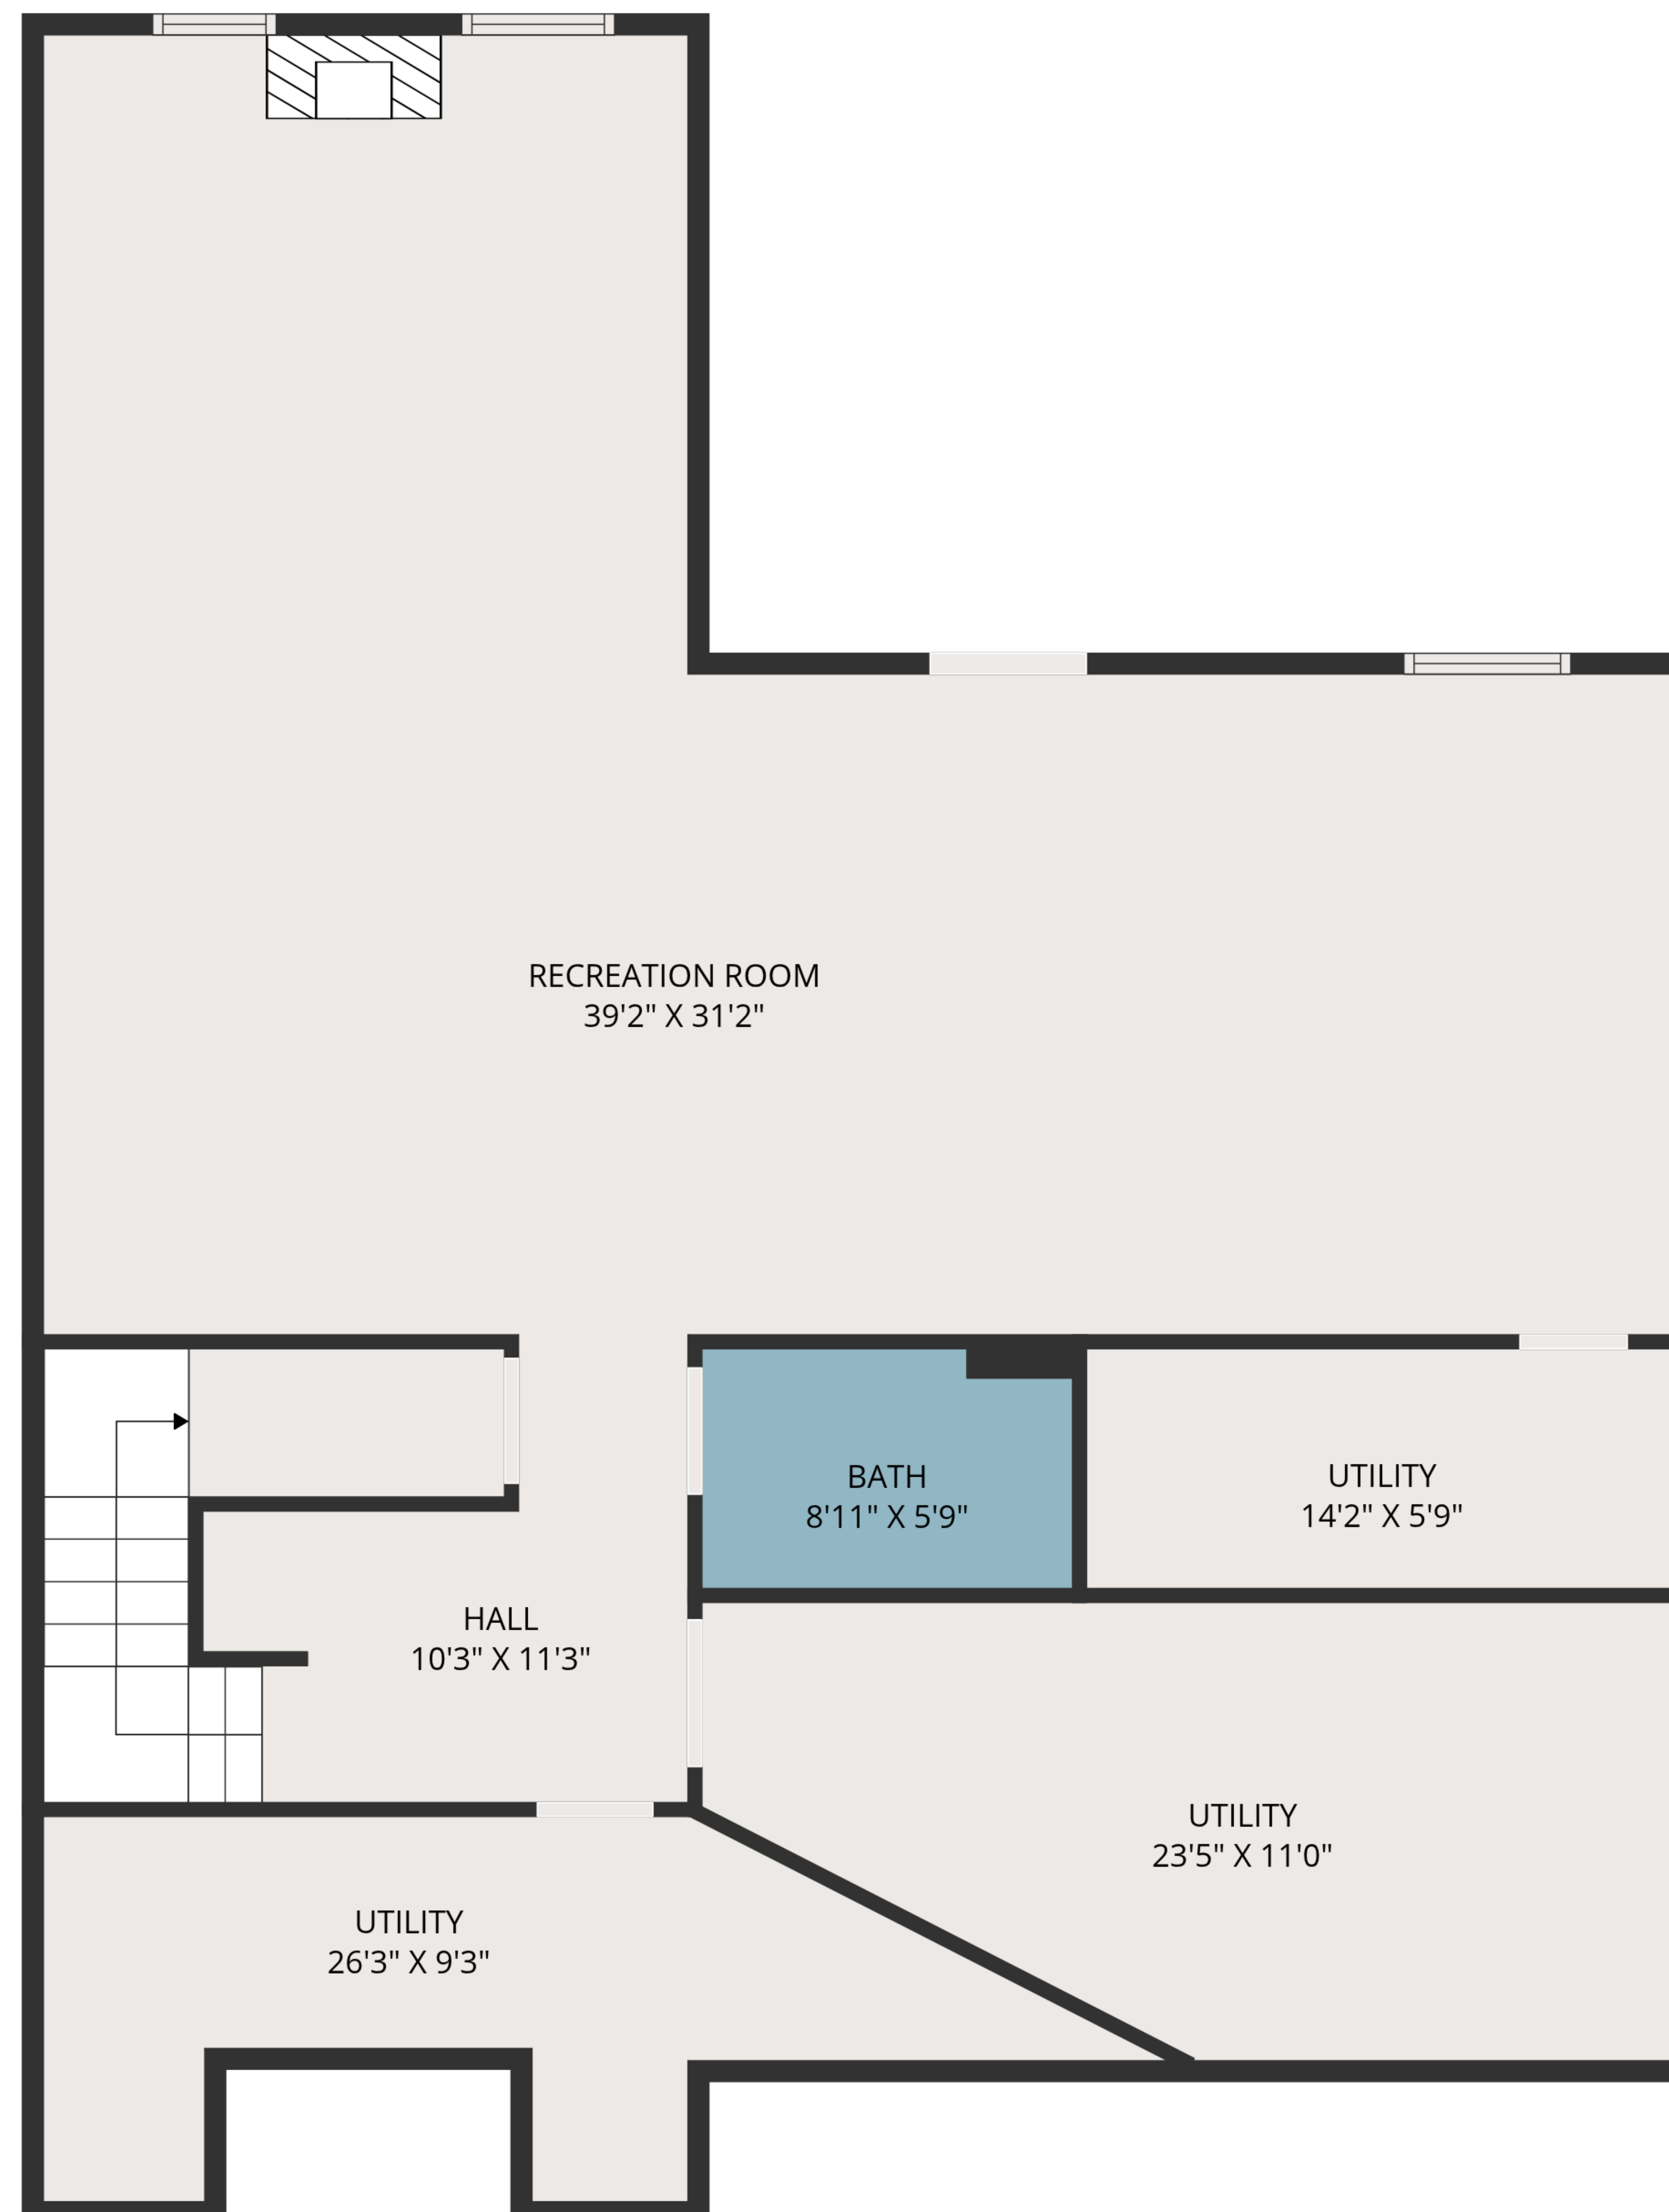 RECREATION ROOM
39'2" X 31'2"
BATH
8'11" X 5'9"
UTILITY
14'2" X 5'9"
HALL
10'3" X 11'3"
UTILITY
23'5" X 11'0"
UTILITY
26'3" X 9'3"